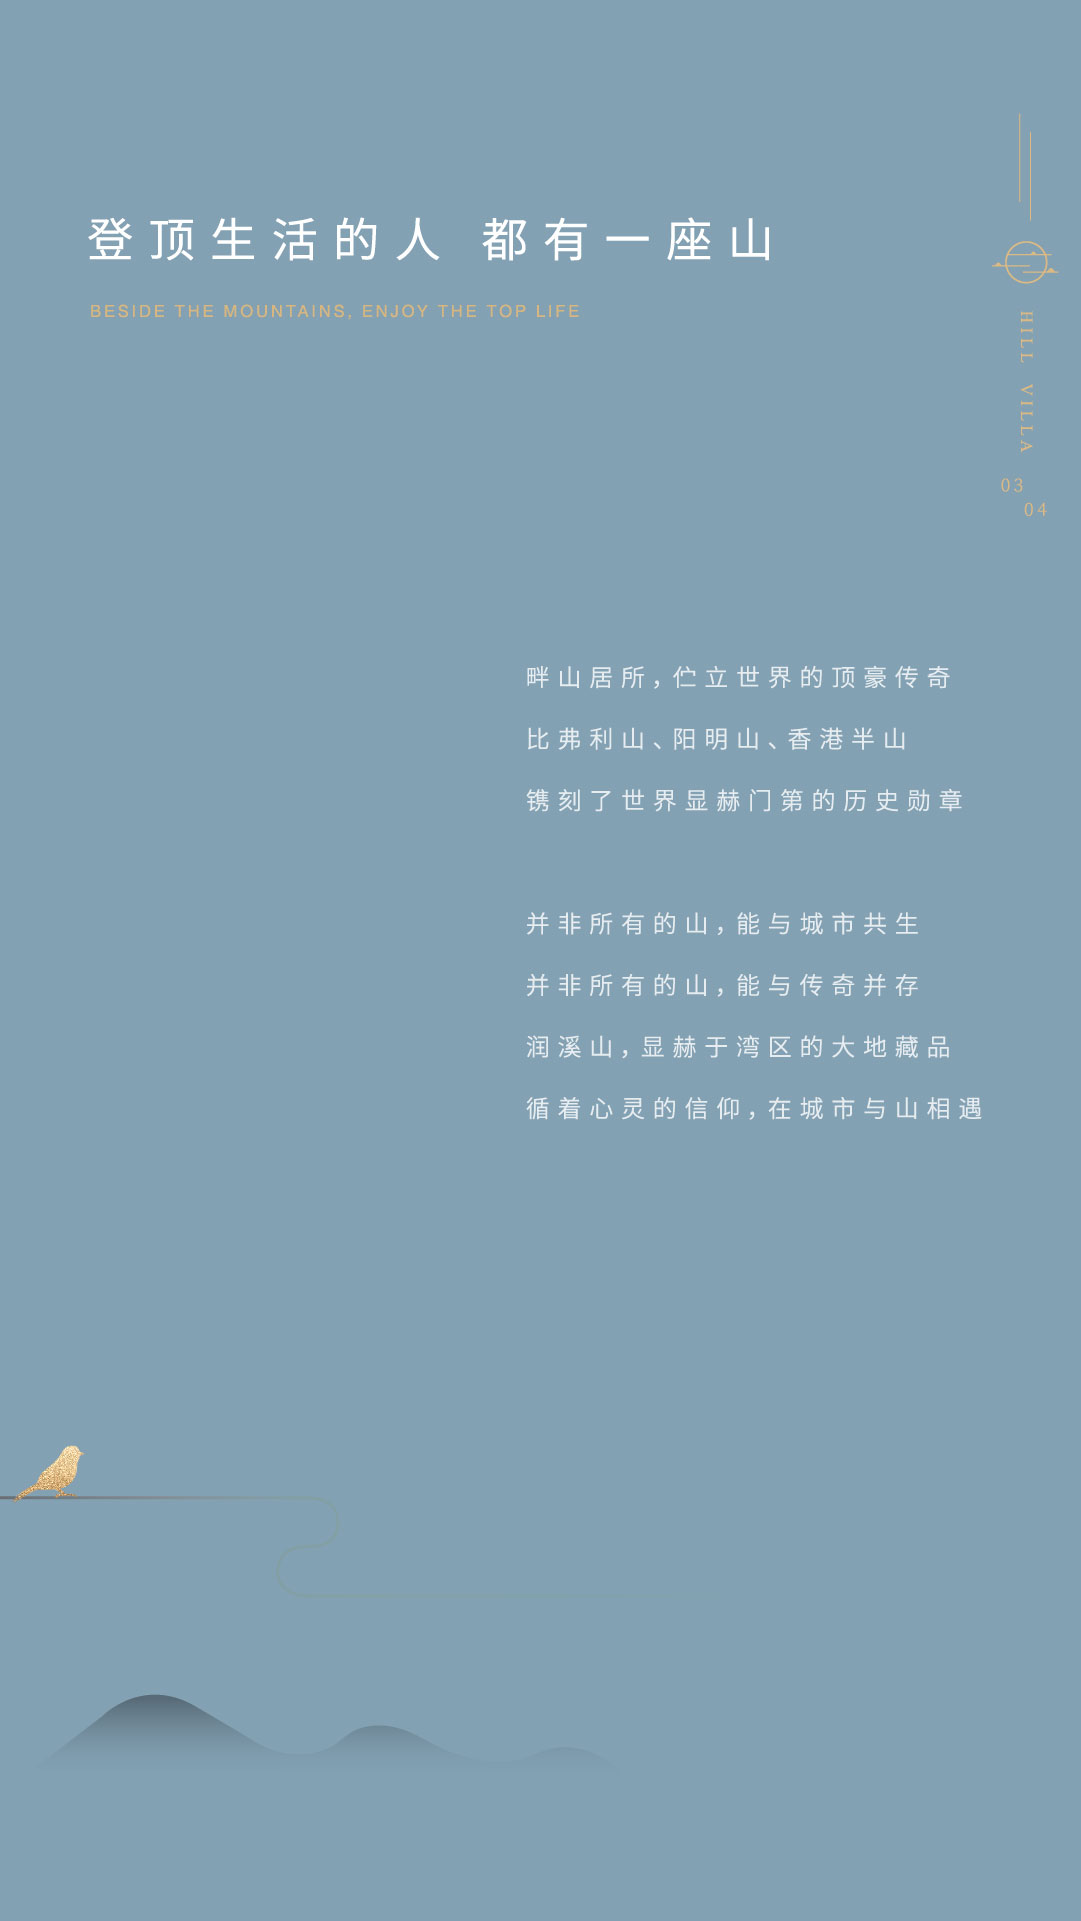 登顶生活的人 都有一座山
BESIDE THE MOUNTAINS, ENJOY THE TOP LIFE
HILL VILLA
03
04
畔山居所，伫立世界的顶豪传奇
比弗利山、阳明山、香港半山
镌刻了世界显赫门第的历史勋章
并非所有的山，能与城市共生
并非所有的山，能与传奇并存
润溪山，显赫于湾区的大地藏品
循着心灵的信仰，在城市与山相遇